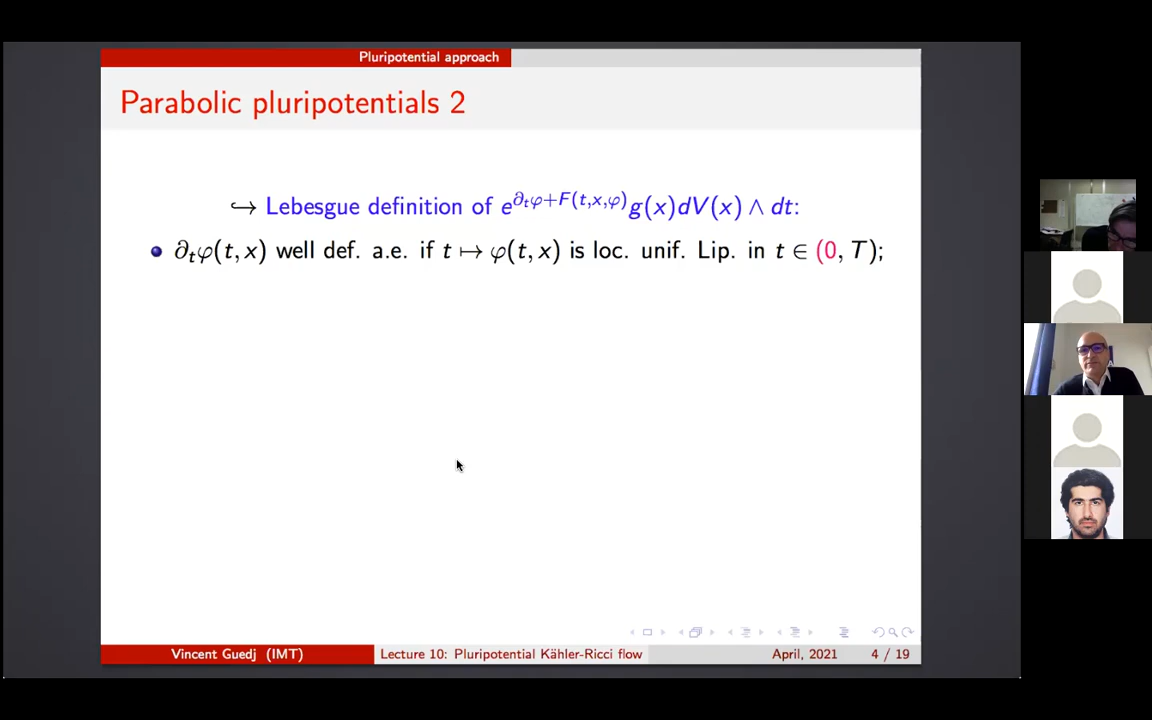 Pluripotential approach
Parabolic pluripotentials 2
↪ Lebesgue definition of e^{∂ₜφ+F(t,x,φ)}g(x)dV(x) ∧ dt:
• ∂ₜφ(t, x) well def. a.e. if t ↦ φ(t, x) is loc. unif. Lip. in t ∈ (0, T);
Vincent Guedj (IMT) Lecture 10: Pluripotential Kähler-Ricci flow April, 2021 4 / 19